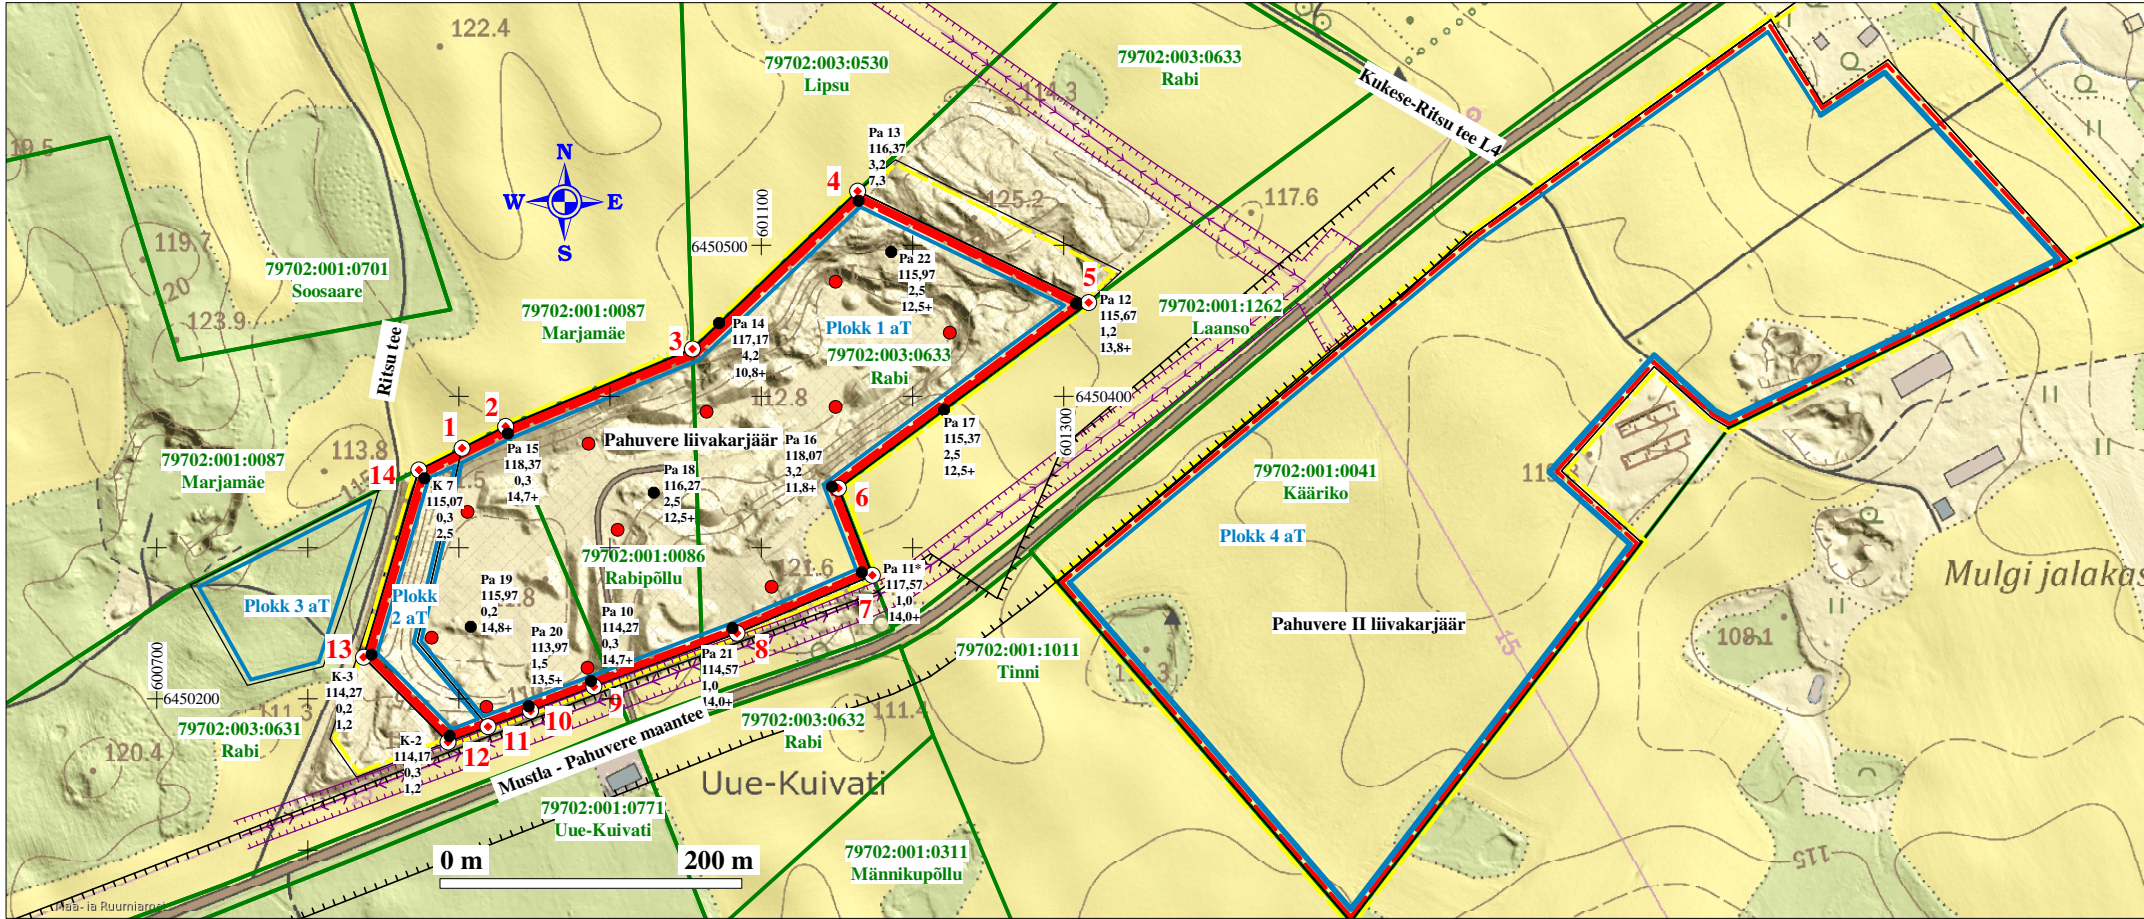 122.4
79702:003:0530
Lipsu
79702:003:0633
Rabi
114.3
Kukese-Ritsu tee L4
N
W
E
S
Pa 13
116,37
3,2
7,3
4
125.2
117.6
119.7
120
123.9
79702:001:0701
Soosaare
6450500
601100
Pa 22
115,97
2,5
12,5+
5
Pa 12
115,67
1,2
13,8+
79702:001:1262
Laanso
79702:001:0087
Marjamäe
Ritsu tee
3
Pa 14
117,17
4,2
10,8+
Plokk 1 aT
79702:003:0633
Rabi
6450400
601300
1
2
Pahuvere liivakarjäär
Pa 15
118,37
0,3
14,7+
Pa 16
118,07
3,2
11,8+
Pa 17
115,37
2,5
12,5+
113.8
79702:001:0087
Marjamäe
14
K 7
115,07
0,3
2,5
Pa 18
116,27
2,5
12,5+
6
79702:001:0041
Kääriko
Plokk 4 aT
79702:001:0086
Rabipõllu
121.6
Pa 11*
117,57
1,0
14,0+
7
Mulgi jalakas
Plokk 3 aT
Plokk
2 aT
Pa 19
115,97
0,2
14,8+
Pa 20
113,97
1,5
13,5+
Pa 10
114,27
0,3
14,7+
8
Pahuvere II liivakarjäär
108.1
13
K-3
114,27
0,2
1,2
600700
6450200
Pa 21
114,57
1,0
14,0+
79702:001:1011
Tinni
9
10
11
12
K-2
114,17
0,3
1,2
79702:003:0631
Rabi
111.3
120.4
79702:003:0632
Rabi
111.4
15
Mustla - Pahuvere maantee
Uue-Kuivati
79702:001:0771
Uue-Kuivati
0 m
200 m
79702:001:0311
Männikupõllu
115